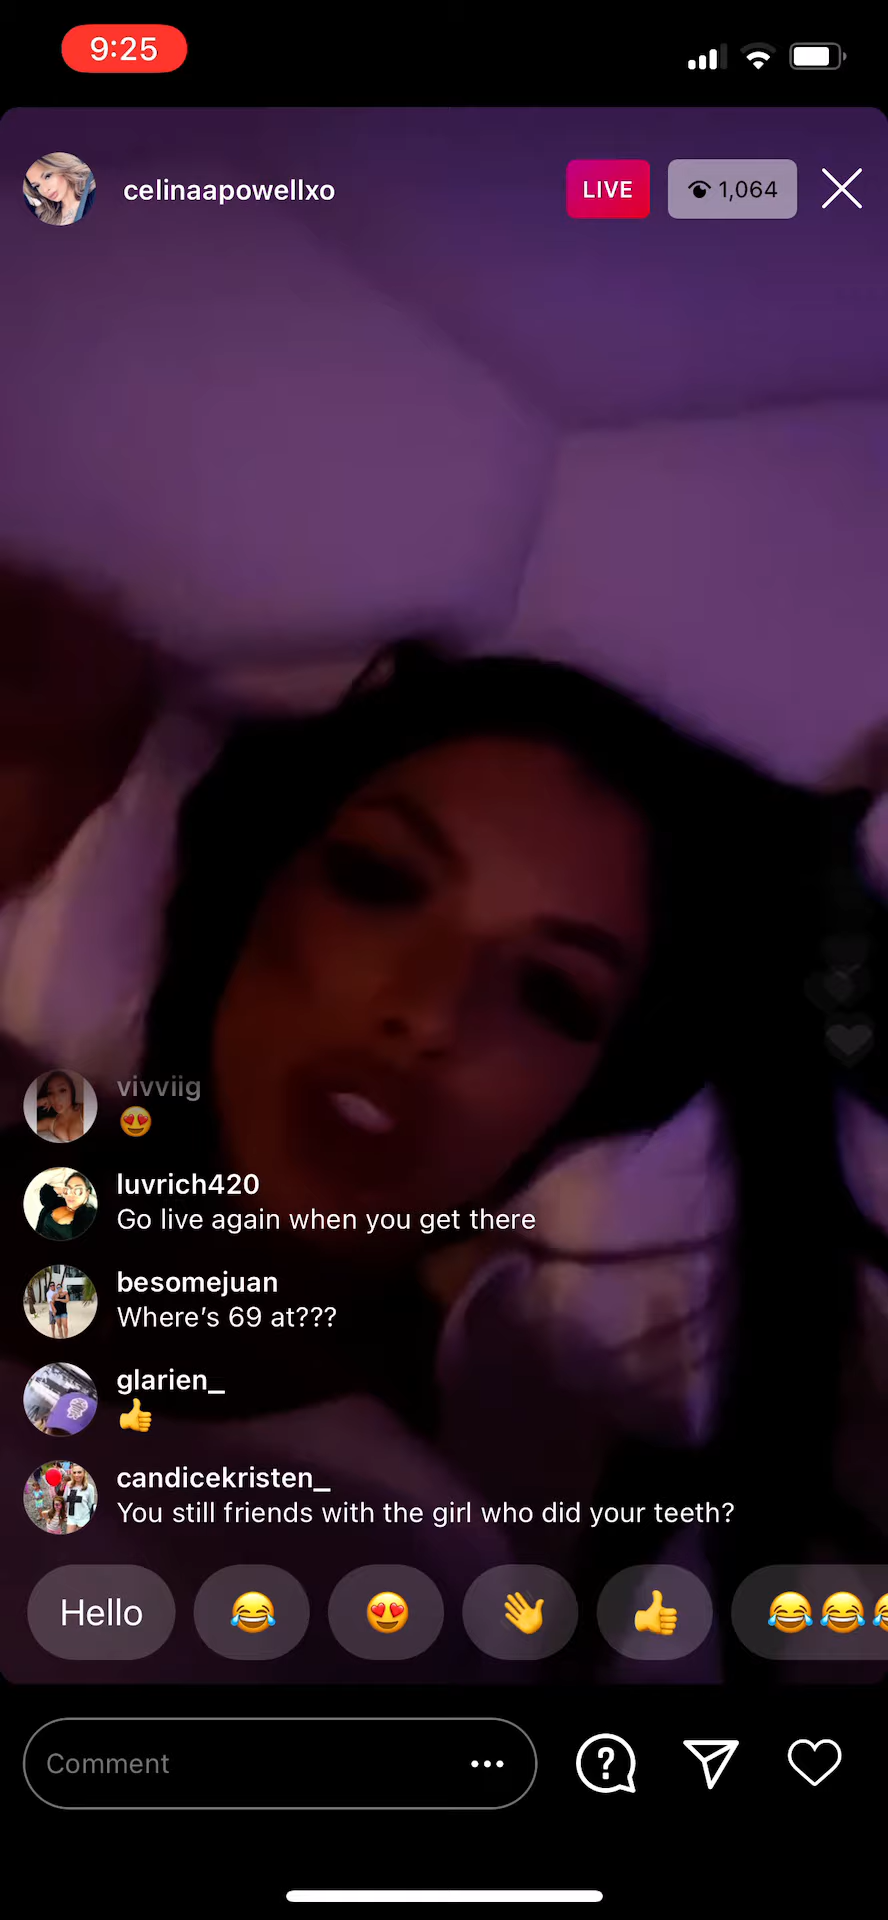 9:25
celinaapowellxo
LIVE
1,064
vivviig
😍
luvrich420
Go live again when you get there
besomejuan
Where's 69 at???
glarien_
👍
candicekristen_
You still friends with the girl who did your teeth?
Hello 😂 😍 👋 👍 😂😂😂
Comment